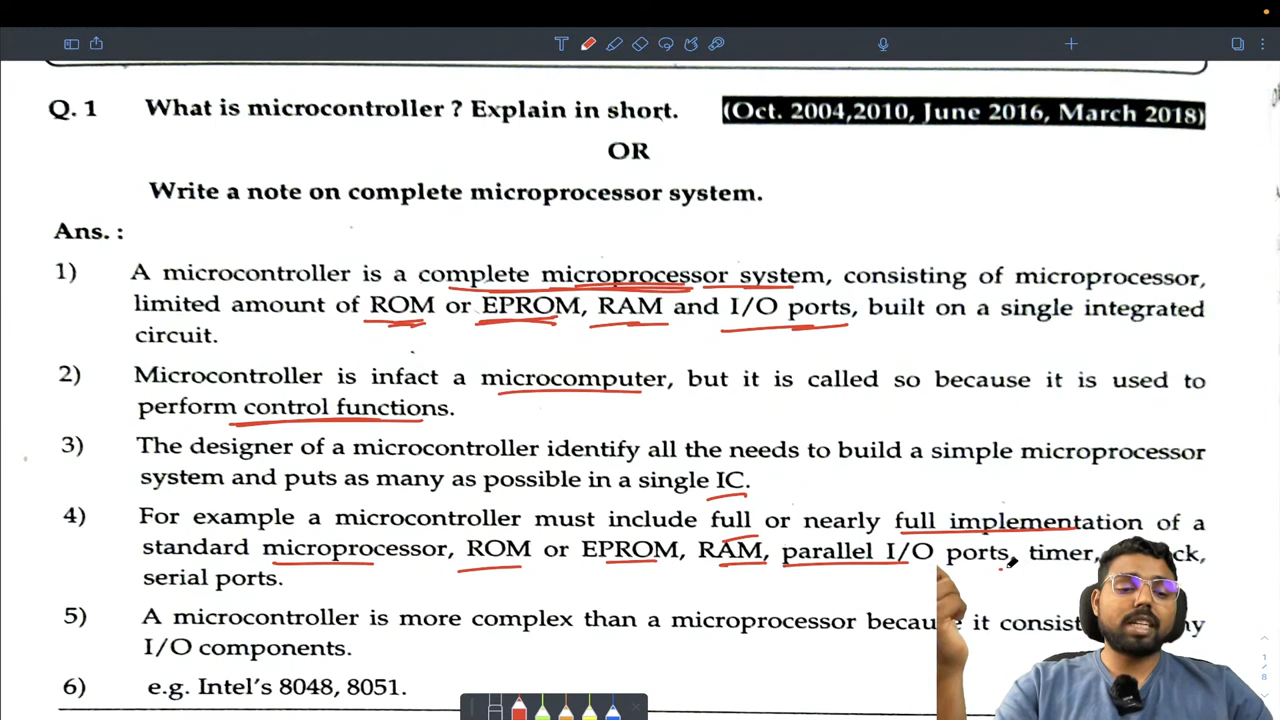 Q. 1 What is microcontroller ? Explain in short. (Oct. 2004,2010, June 2016, March 2018)
OR
Write a note on complete microprocessor system.
Ans. :
1) A microcontroller is a complete microprocessor system, consisting of microprocessor,
limited amount of ROM or EPROM, RAM and I/O ports, built on a single integrated
circuit.
2) Microcontroller is infact a microcomputer, but it is called so because it is used to
perform control functions.
3) The designer of a microcontroller identify all the needs to build a simple microprocessor
system and puts as many as possible in a single IC.
4) For example a microcontroller must include full or nearly full implementation of a
standard microprocessor, ROM or EPROM, RAM, parallel I/O ports, timer,
serial ports.
5) A microcontroller is more complex than a microprocessor because it
I/O components.
6) e.g. Intel's 8048, 8051.
1
8